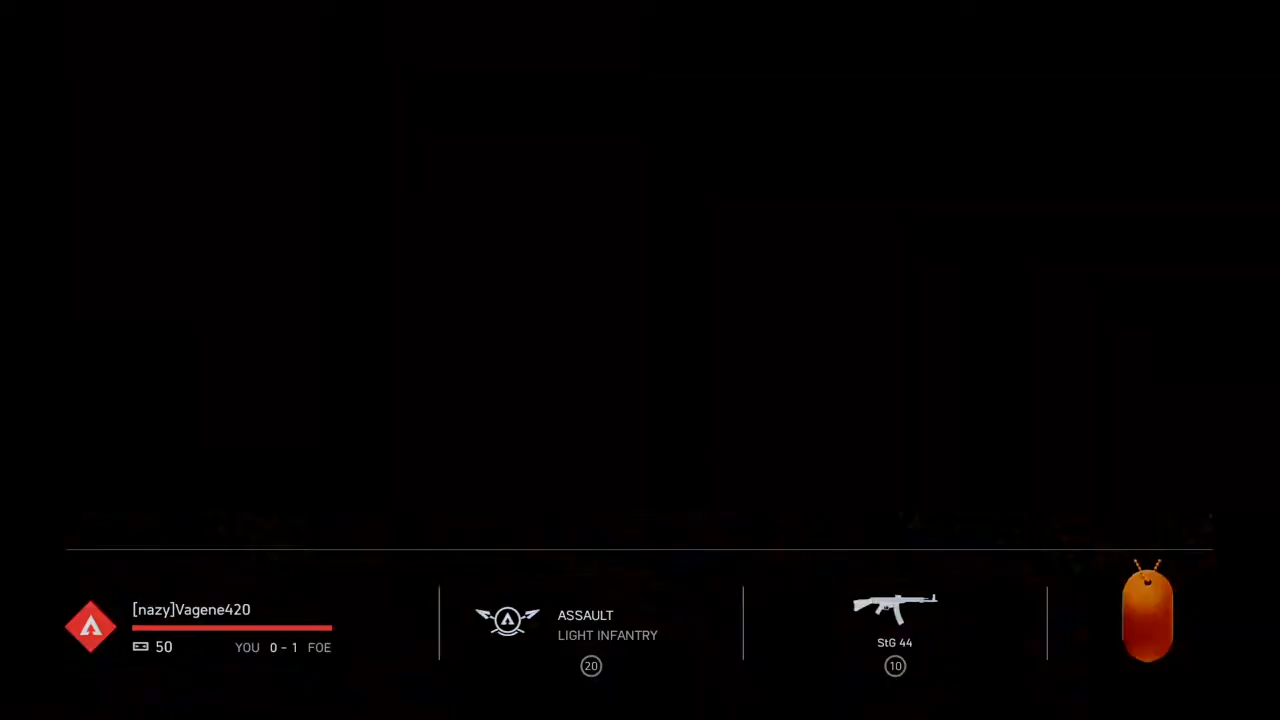 [nazy]Vagene420
50
YOU 0 - 1 FOE
ASSAULT
LIGHT INFANTRY
20
StG 44
10